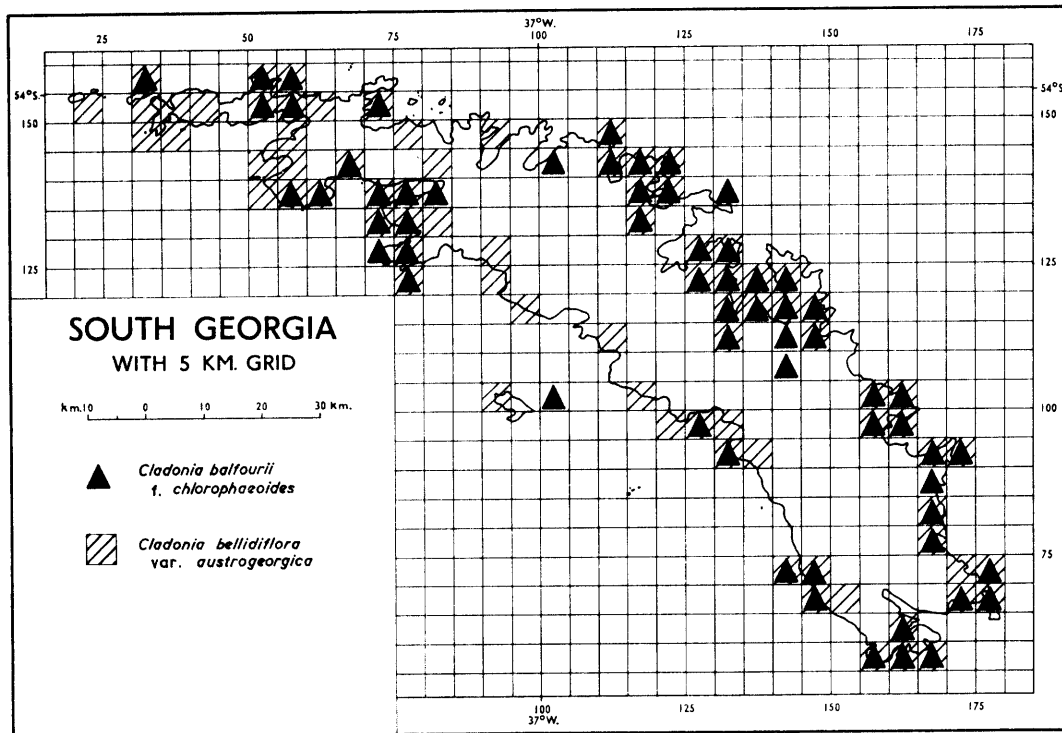 37°W.
25 50 75 100 125 150 175
54°S. 54°S.
150 150
125 125
SOUTH GEORGIA
WITH 5 KM. GRID
100
km.10 0 10 20 30 km.
Cladonia balfourii
f. chlorophaeoides
Cladonia bellidiflora
var. austrogeorgica
75
100 125 150 175
37°W.